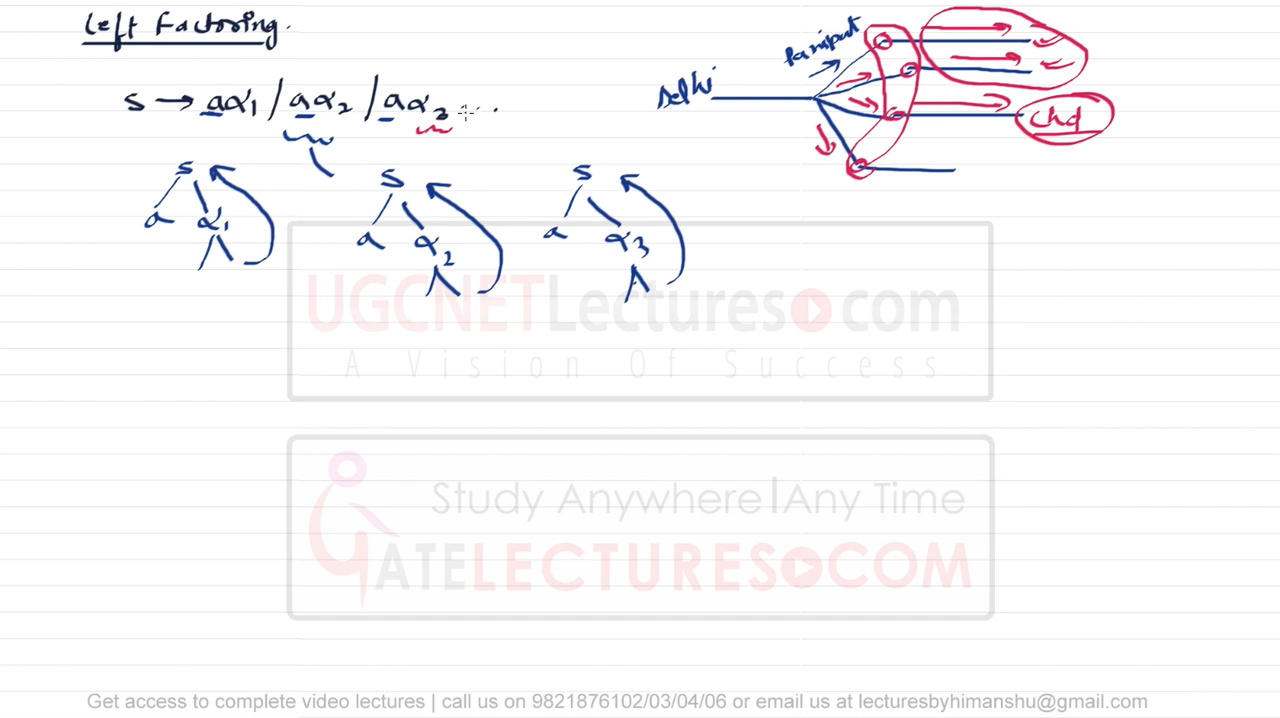 Left Factoring.
S → aα₁ / aα₂ / aα₃ ...
Delhi
Panipat
Chd
S
a α₁
S
a α₂
S
a α₃
UGCNETLectures.com
A Vision Of Success
Study Anywhere|Any Time
GATELECTURES.COM
Get access to complete video lectures | call us on 9821876102/03/04/06 or email us at lecturesbyhimanshu@gmail.com